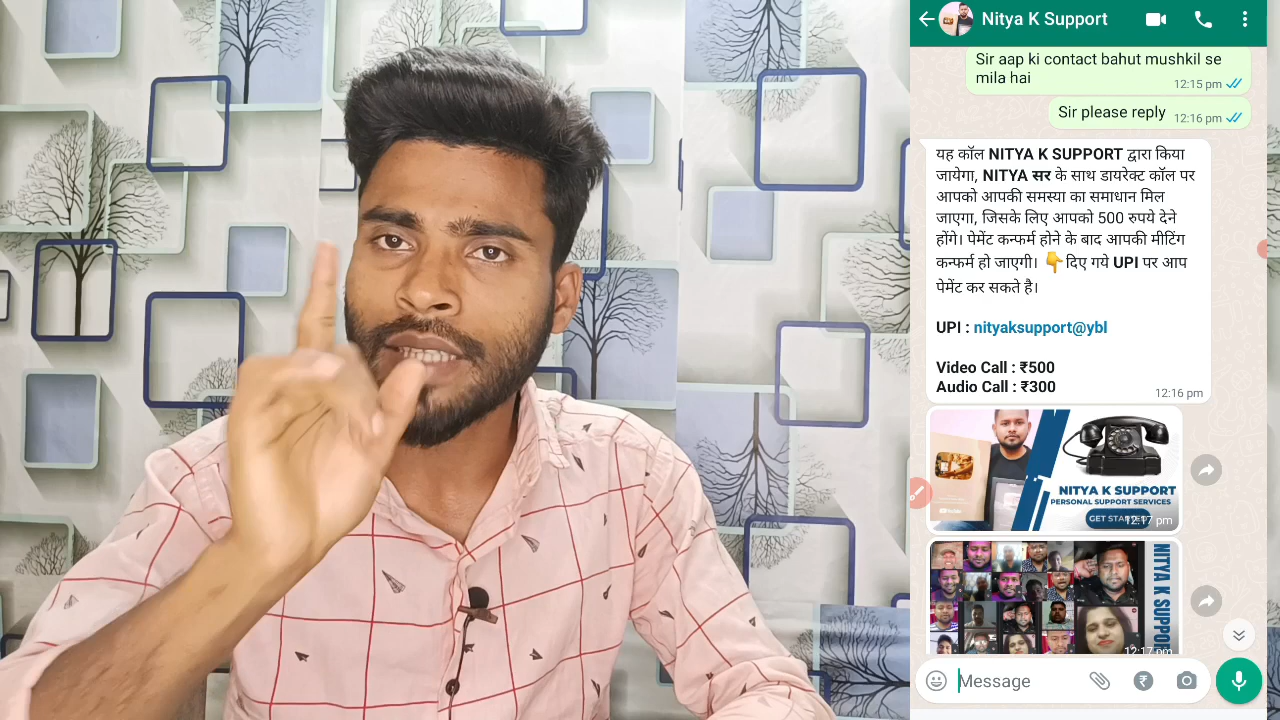 Nitya K Support
Sir aap ki contact bahut mushkil se
mila hai
12:15 pm
Sir please reply
12:16 pm
यह कॉल NITYA K SUPPORT द्वारा किया
जायेगा, NITYA सर के साथ डायरेक्ट कॉल पर
आपको आपकी समस्या का समाधान मिल
जाएगा, जिसके लिए आपको 500 रुपये देने
होंगे। पेमेंट कन्फर्म होने के बाद आपकी मीटिंग
कन्फर्म हो जाएगी। 👇दिए गये UPI पर आप
पेमेंट कर सकते है।
UPI : nityaksupport@ybl
Video Call : ₹500
Audio Call : ₹300
12:16 pm
NITYA K SUPPORT
PERSONAL SUPPORT SERVICES
GET STARTED
12:17 pm
NITYA K SUPPO
12:17 pm
Message